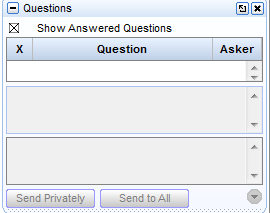 Questions
Show Answered Questions
X Question Asker
Send Privately Send to All